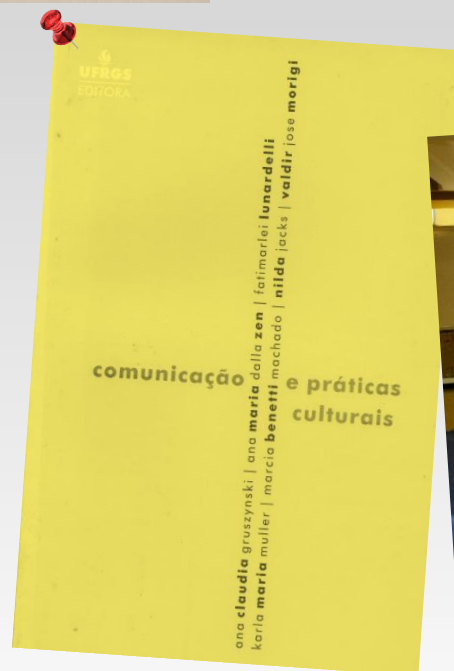 UFRGS
EDITORA
comunicação e práticas
culturais
ana claudia gruszynski | ana maria dalla zen | fatimarlei lunardelli
karla maria muller | marcia benetti machado | nilda jacks | valdir jose morigi